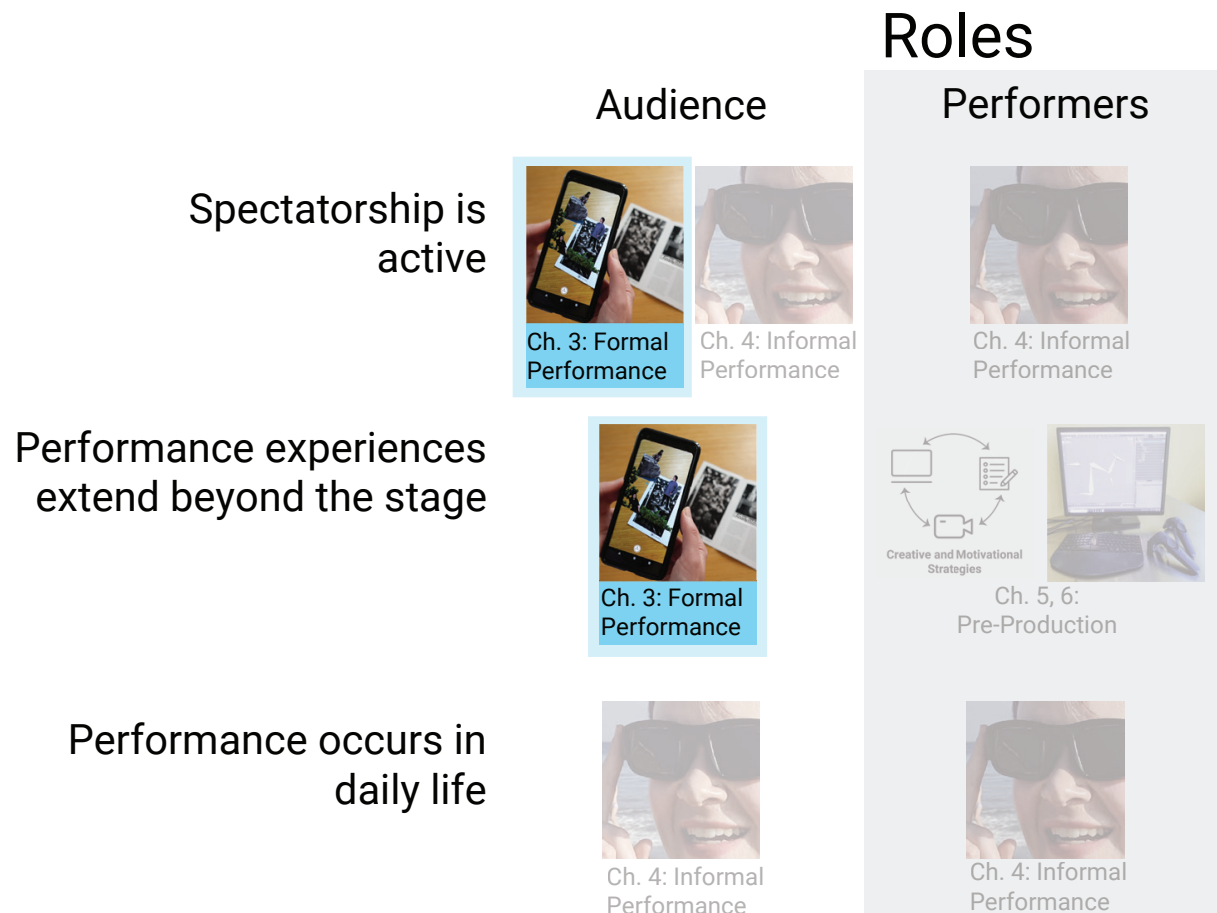 Roles
Audience
Performers
Spectatorship is
active
Ch. 3: Formal
Performance
Ch. 4: Informal
Performance
Ch. 4: Informal
Performance
Performance experiences
extend beyond the stage
Ch. 3: Formal
Performance
Creative and Motivational
Strategies
Ch. 5, 6:
Pre-Production
Performance occurs in
daily life
Ch. 4: Informal
Performance
Ch. 4: Informal
Performance